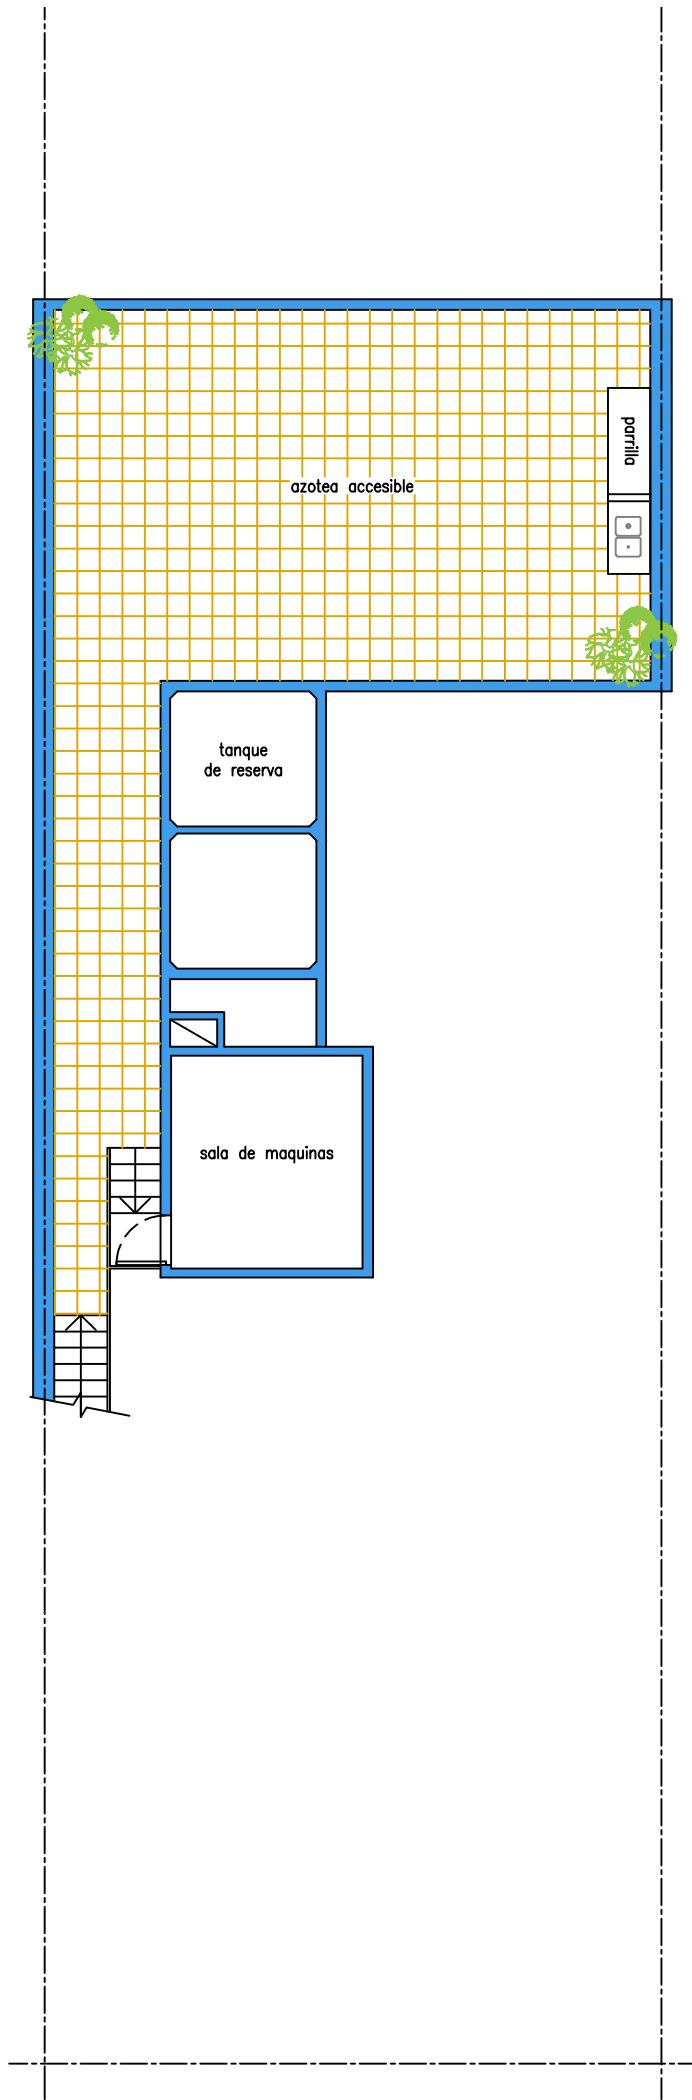 parrilla
azotea accesible
tanque
de reserva
sala de maquinas